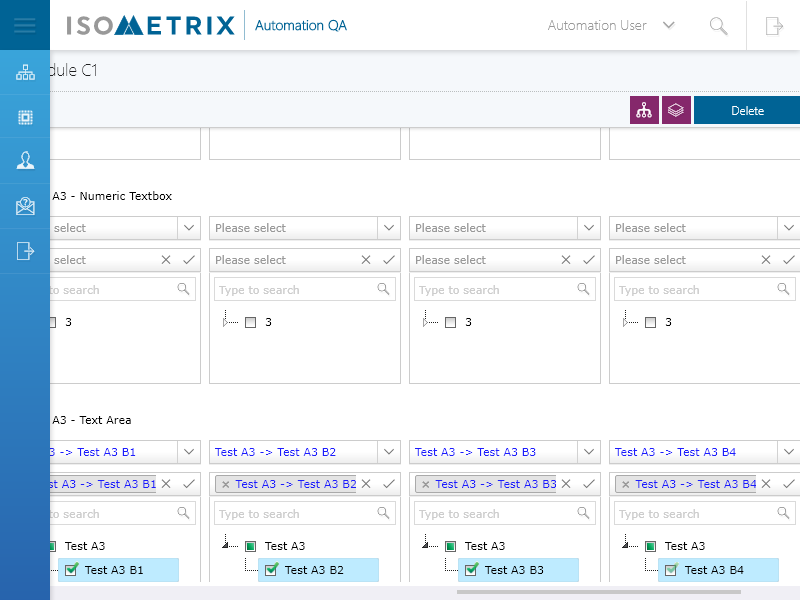 ISOMETRIX Automation QA Automation User
dule C1
Delete
A3 - Numeric Textbox
select Please select Please select Please select
select Please select Please select Please select
to search Type to search Type to search Type to search
3 3 3 3
A3 - Text Area
3 -> Test A3 B1 Test A3 -> Test A3 B2 Test A3 -> Test A3 B3 Test A3 -> Test A3 B4
st A3 -> Test A3 B1 Test A3 -> Test A3 B2 Test A3 -> Test A3 B3 Test A3 -> Test A3 B4
to search Type to search Type to search Type to search
Test A3 Test A3 Test A3 Test A3
Test A3 B1 Test A3 B2 Test A3 B3 Test A3 B4